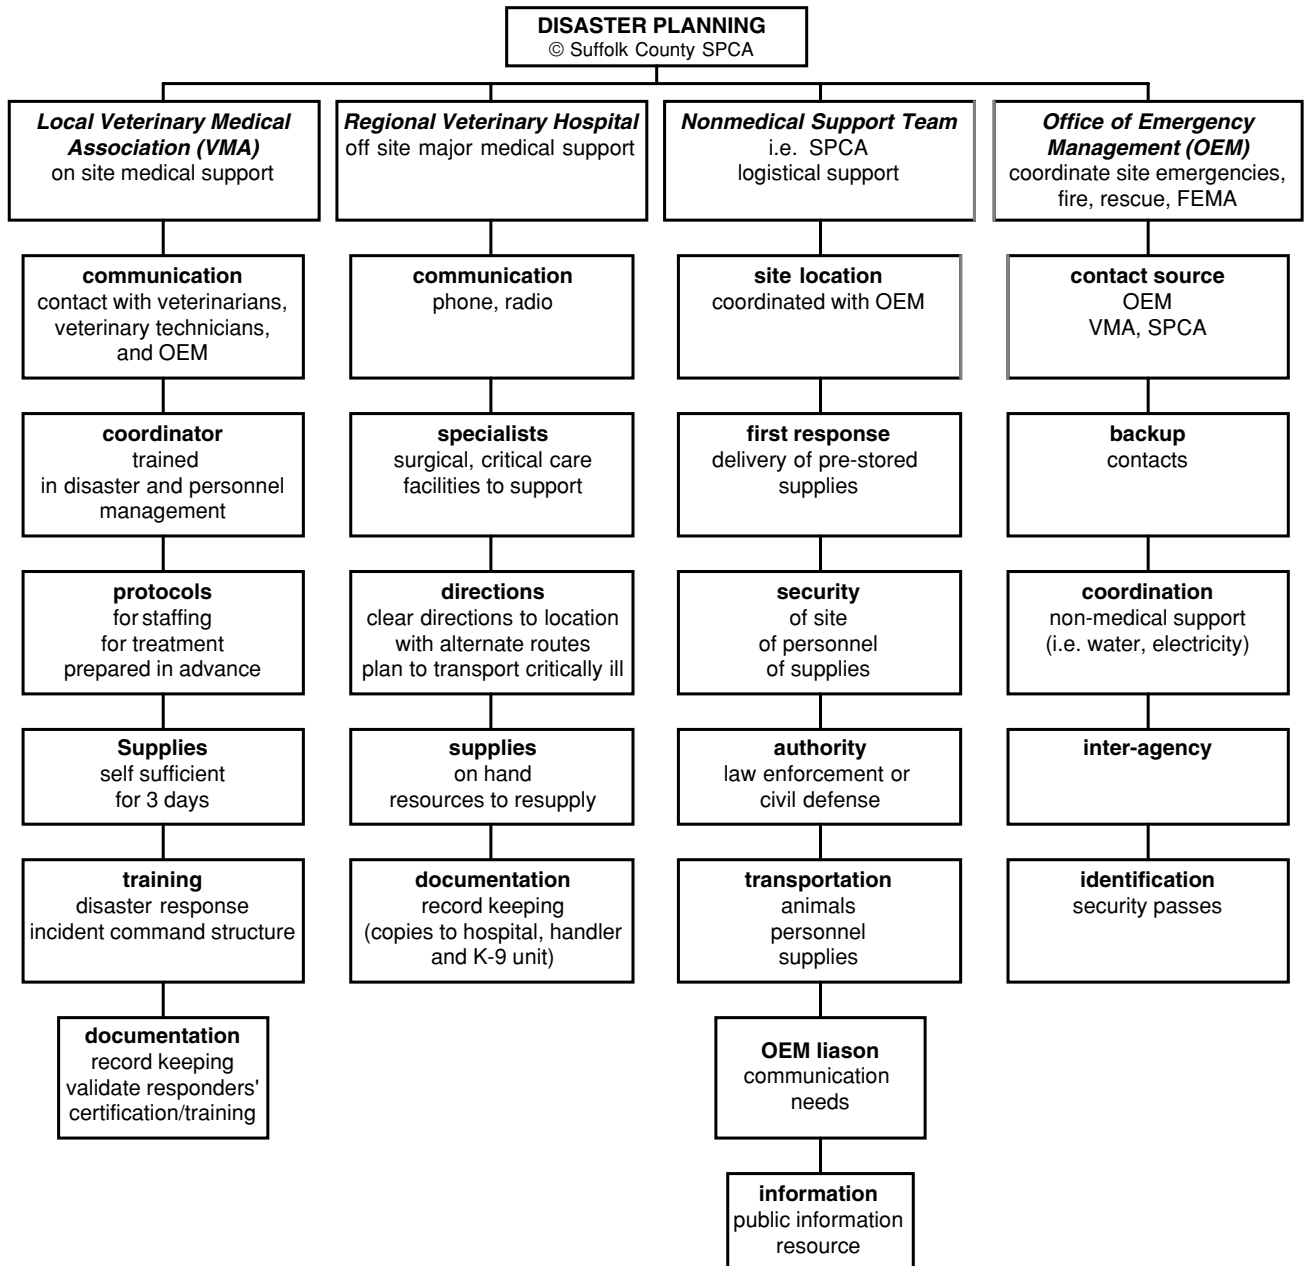 DISASTER PLANNING
© Suffolk County SPCA
Local Veterinary Medical
Association (VMA)
on site medical support
communication
contact with veterinarians,
veterinary technicians,
and OEM
coordinator
trained
in disaster and personnel
management
protocols
for staffing
for treatment
prepared in advance
Supplies
self sufficient
for 3 days
training
disaster response
incident command structure
documentation
record keeping
validate responders'
certification/training
Regional Veterinary Hospital
off site major medical support
communication
phone, radio
specialists
surgical, critical care
facilities to support
directions
clear directions to location
with alternate routes
plan to transport critically ill
supplies
on hand
resources to resupply
documentation
record keeping
(copies to hospital, handler
and K-9 unit)
Nonmedical Support Team
i.e. SPCA
logistical support
site location
coordinated with OEM
first response
delivery of pre-stored
supplies
security
of site
of personnel
of supplies
authority
law enforcement or
civil defense
transportation
animals
personnel
supplies
OEM liason
communication
needs
information
public information
resource
Office of Emergency
Management (OEM)
coordinate site emergencies,
fire, rescue, FEMA
contact source
OEM
VMA, SPCA
backup
contacts
coordination
non-medical support
(i.e. water, electricity)
inter-agency
identification
security passes